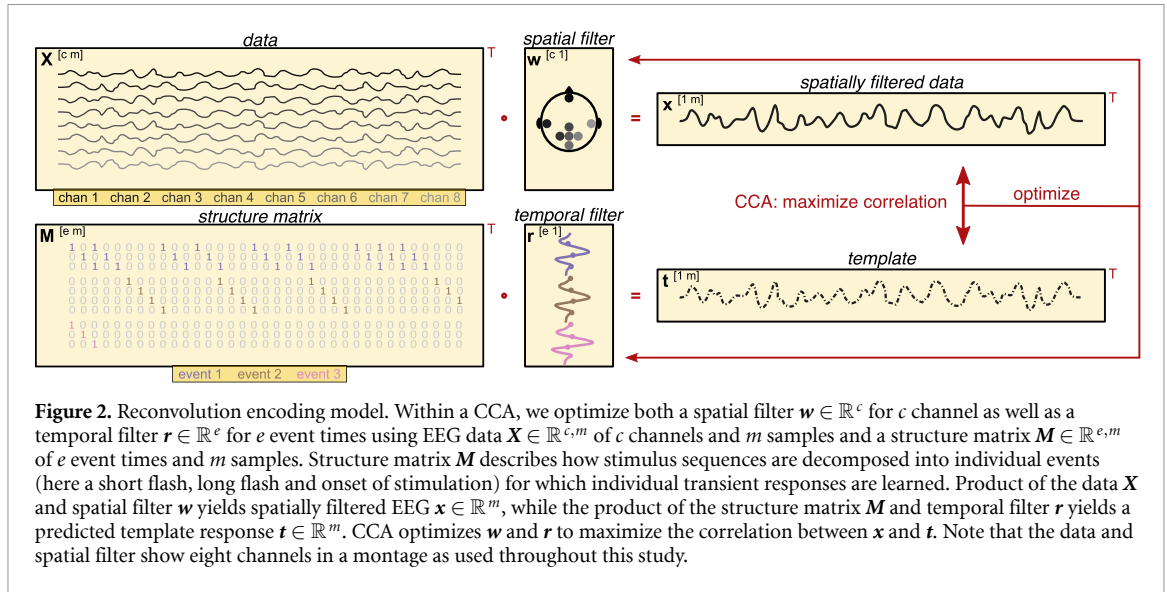 data
X [c m]
T
chan 1 chan 2 chan 3 chan 4 chan 5 chan 6 chan 7 chan 8
•
spatial filter
w [c 1]
=
spatially filtered data
x [1 m]
T
CCA: maximize correlation
optimize
structure matrix
M [e m]
T
event 1 event 2 event 3
•
temporal filter
r [e 1]
=
template
t [1 m]
T
Figure 2. Reconvolution encoding model. Within a CCA, we optimize both a spatial filter w ∈ ℝᶜ for c channel as well as a
temporal filter r ∈ ℝᵉ for e event times using EEG data X ∈ ℝᶜ,ᵐ of c channels and m samples and a structure matrix M ∈ ℝᵉ,ᵐ
of e event times and m samples. Structure matrix M describes how stimulus sequences are decomposed into individual events
(here a short flash, long flash and onset of stimulation) for which individual transient responses are learned. Product of the data X
and spatial filter w yields spatially filtered EEG x ∈ ℝᵐ, while the product of the structure matrix M and temporal filter r yields a
predicted template response t ∈ ℝᵐ. CCA optimizes w and r to maximize the correlation between x and t. Note that the data and
spatial filter show eight channels in a montage as used throughout this study.